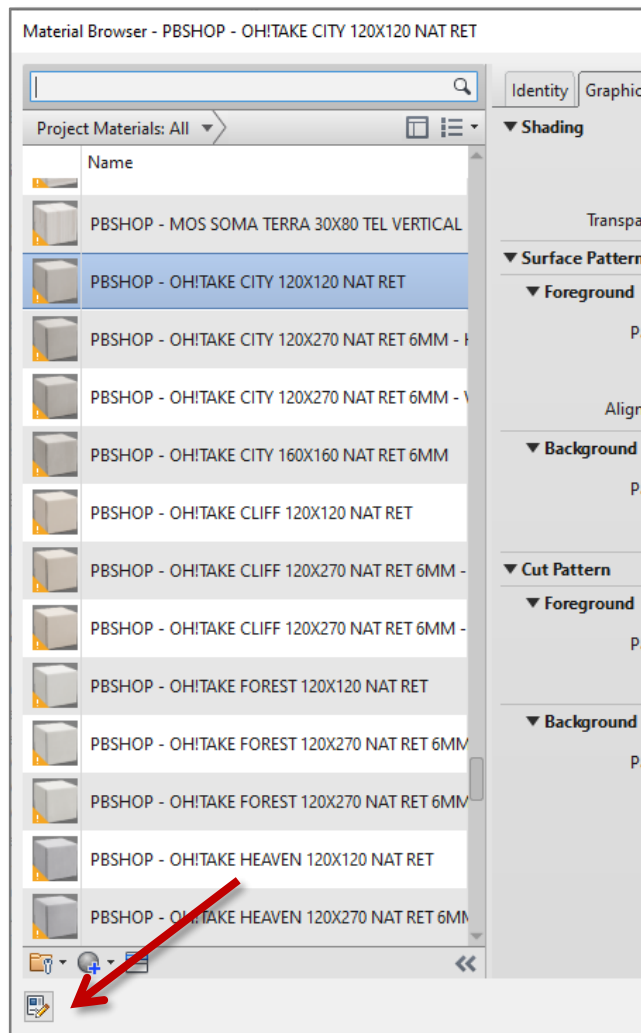 Material Browser - PBSHOP - OH!TAKE CITY 120X120 NAT RET
Identity
Graphic
Project Materials: All
Name
PBSHOP - MOS SOMA TERRA 30X80 TEL VERTICAL
PBSHOP - OH!TAKE CITY 120X120 NAT RET
PBSHOP - OH!TAKE CITY 120X270 NAT RET 6MM -
PBSHOP - OH!TAKE CITY 120X270 NAT RET 6MM -
PBSHOP - OH!TAKE CITY 160X160 NAT RET 6MM
PBSHOP - OH!TAKE CLIFF 120X120 NAT RET
PBSHOP - OH!TAKE CLIFF 120X270 NAT RET 6MM -
PBSHOP - OH!TAKE CLIFF 120X270 NAT RET 6MM -
PBSHOP - OH!TAKE FOREST 120X120 NAT RET
PBSHOP - OH!TAKE FOREST 120X270 NAT RET 6MM
PBSHOP - OH!TAKE FOREST 120X270 NAT RET 6MM
PBSHOP - OH!TAKE HEAVEN 120X120 NAT RET
PBSHOP - OH!TAKE HEAVEN 120X270 NAT RET 6MM
Shading
Transpa
Surface Pattern
Foreground
P
Align
Background
P
Cut Pattern
Foreground
P
Background
P